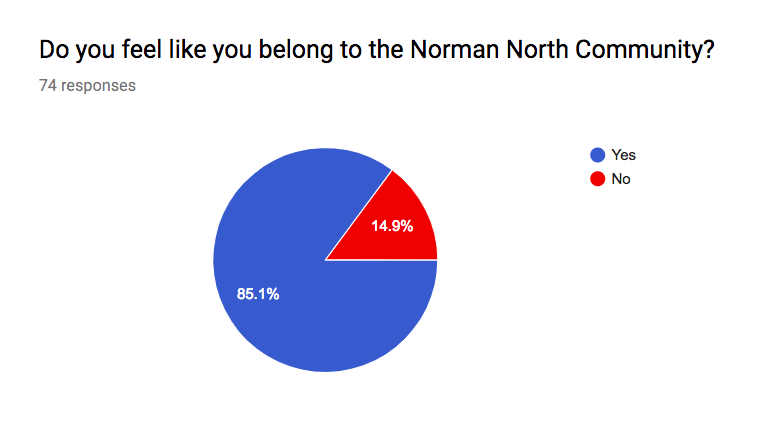 Do you feel like you belong to the Norman North Community?
74 responses
Yes
No
14.9%
85.1%